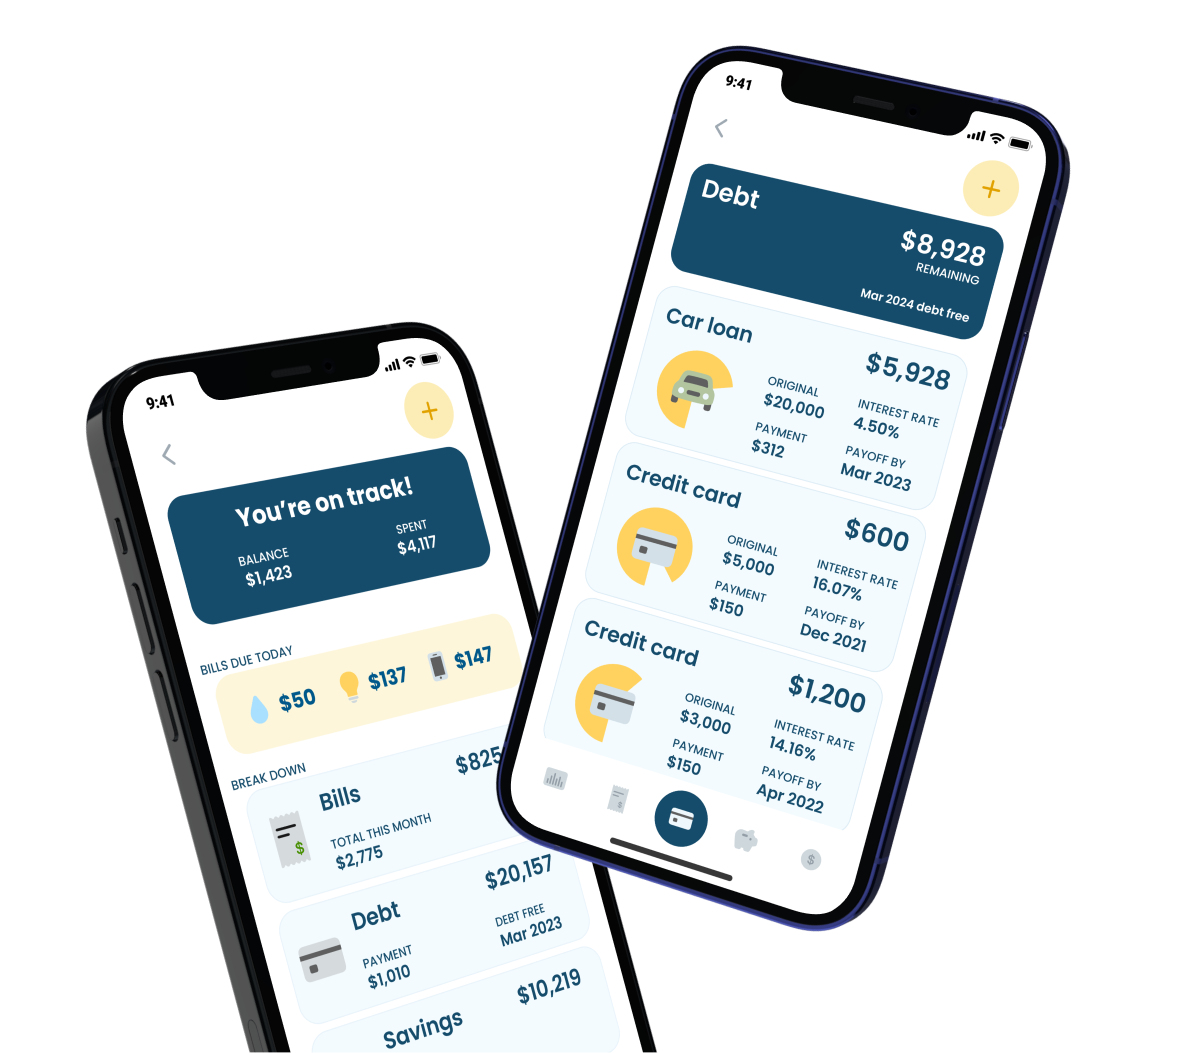 9:41
You're on track!
BALANCE
$1,423
SPENT
$4,117
BILLS DUE TODAY
$50
$137
$147
BREAK DOWN
Bills
$825
TOTAL THIS MONTH
$2,775
Debt
$20,157
PAYMENT
$1,010
DEBT FREE
Mar 2023
Savings
$10,219
9:41
Debt
$8,928
REMAINING
Mar 2024 debt free
Car loan
$5,928
ORIGINAL
$20,000
INTEREST RATE
4.50%
PAYMENT
$312
PAYOFF BY
Mar 2023
Credit card
$600
ORIGINAL
$5,000
INTEREST RATE
16.07%
PAYMENT
$150
PAYOFF BY
Dec 2021
Credit card
$1,200
ORIGINAL
$3,000
INTEREST RATE
14.16%
PAYMENT
$150
PAYOFF BY
Apr 2022